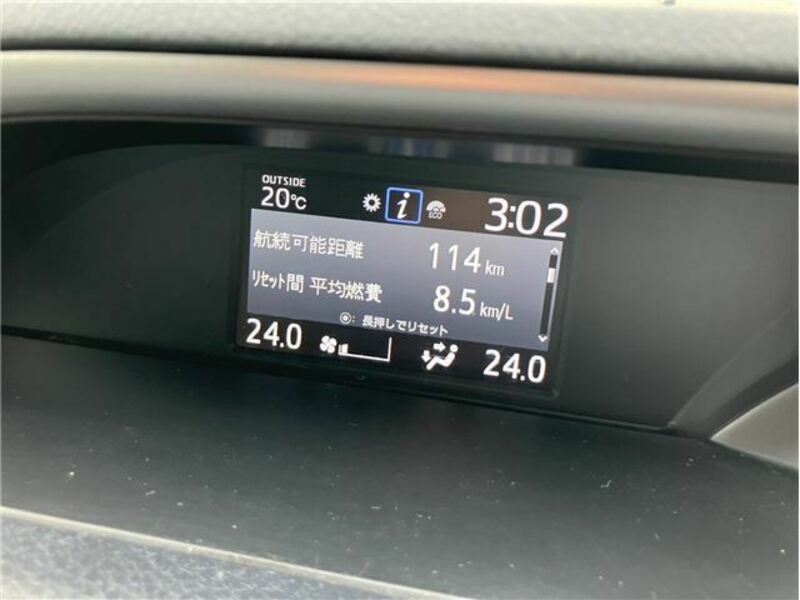 OUTSIDE
20℃
i
ECO
3:02
航続可能距離 114 km
リセット間 平均燃費 8.5 km/L
◉: 長押しでリセット
24.0
24.0